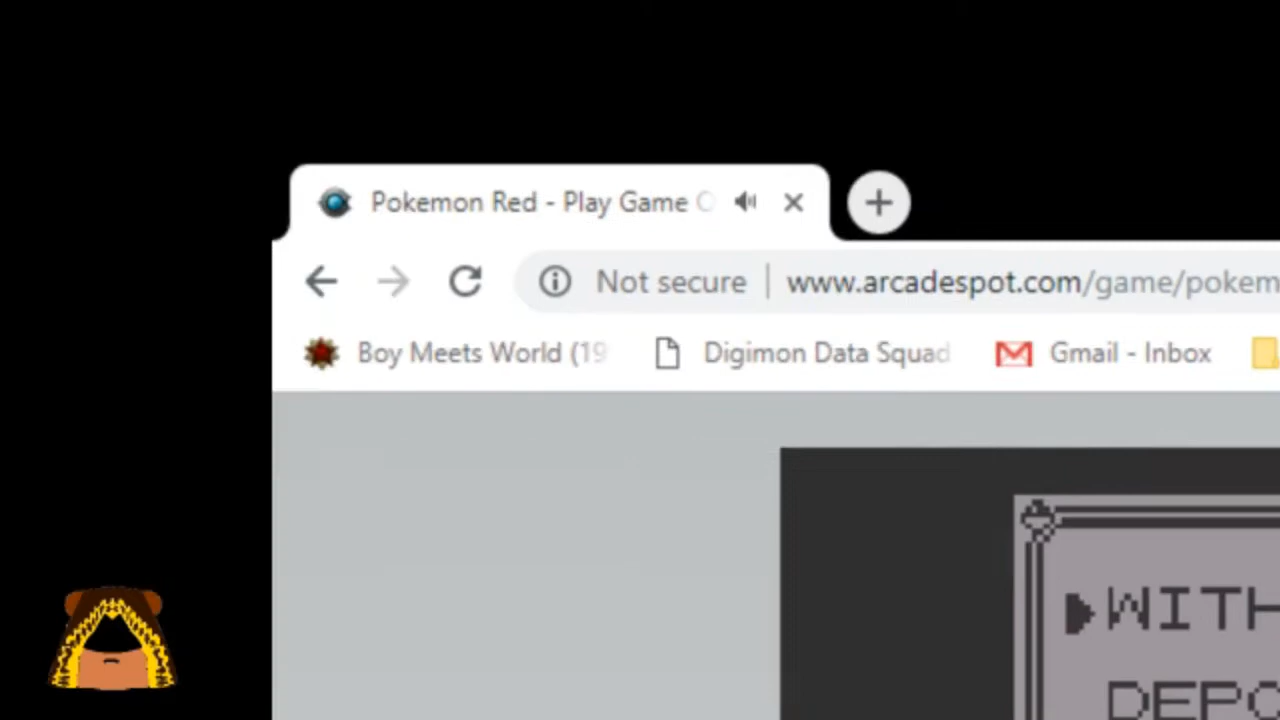 Pokemon Red - Play Game
Not secure www.arcadespot.com/game/pokem
Boy Meets World (19 Digimon Data Squad Gmail - Inbox
WITH
DEPO